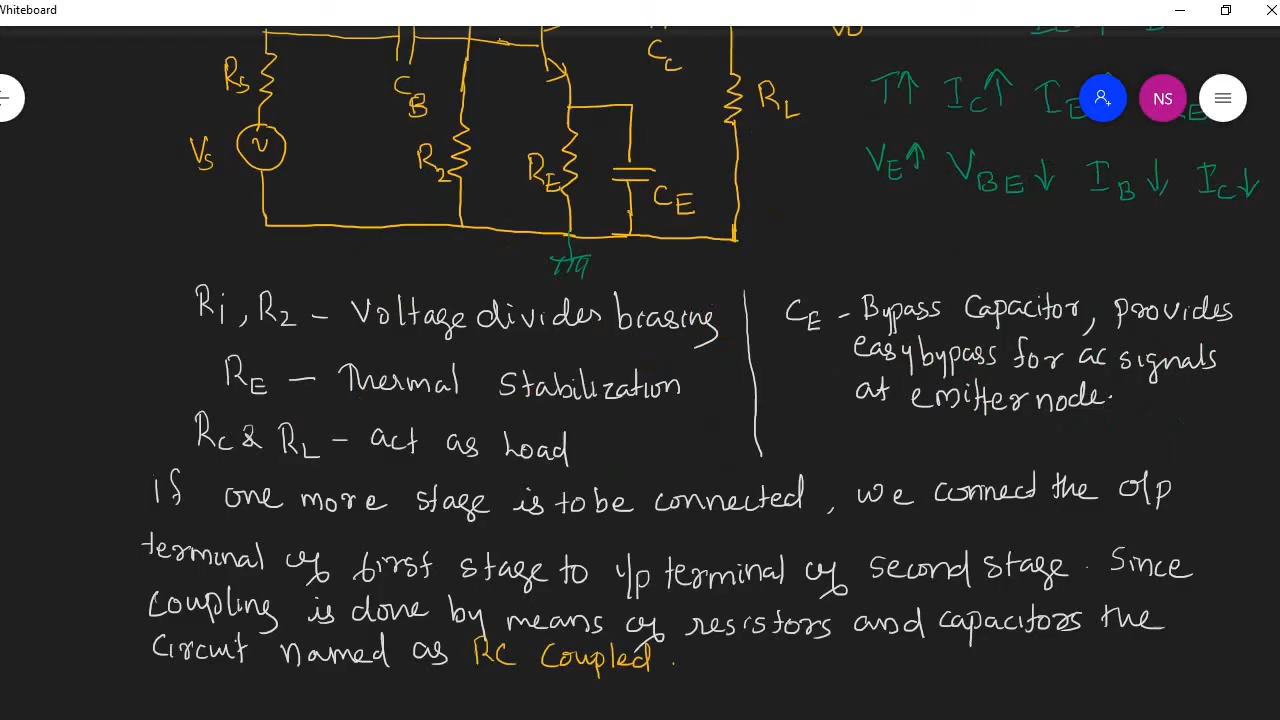 Whiteboard
Rs
CB
Cc
RL
Vs
R2
RE
CE
T↑ Ic↑ IE
NS
VE↑ VBE↓ IB↓ Ic↓
R1, R2 - Voltage divides biasing
RE - Thermal Stabilization
Rc & RL - act as Load
CE - Bypass Capacitor, provides
easy bypass for ac signals
at emitter node.
If one more stage is to be connected, we connect the o/p
terminal of first stage to i/p terminal of second stage. Since
Coupling is done by means of resistors and capacitors the
Circuit named as RC Coupled.